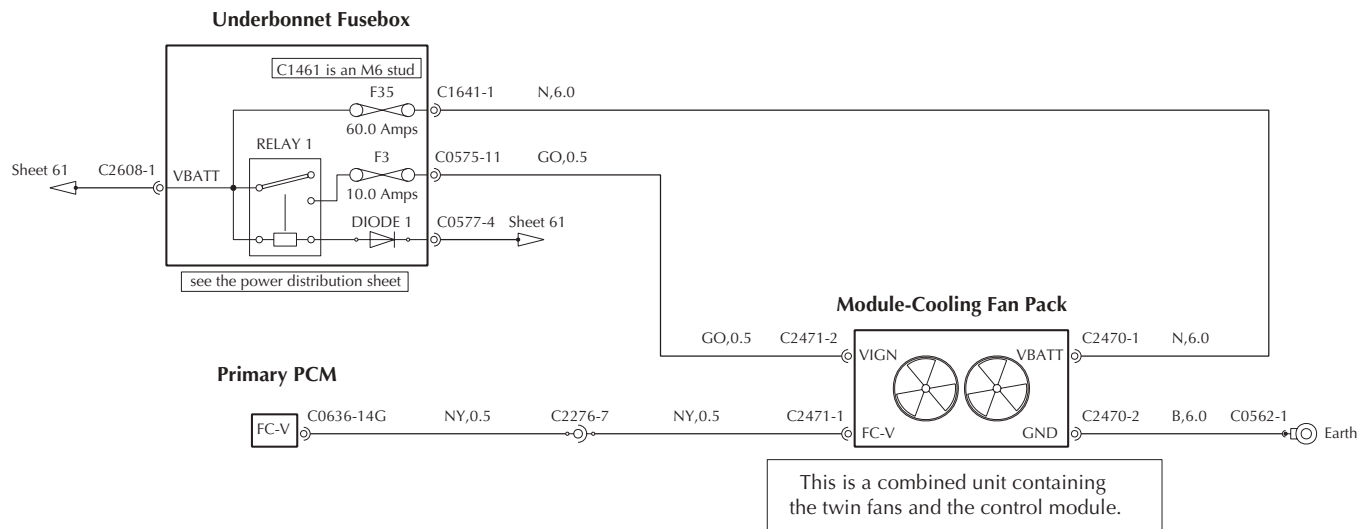 Underbonnet Fusebox
C1461 is an M6 stud
F35
C1641-1
N,6.0
60.0 Amps
RELAY 1
F3
C0575-11
GO,0.5
Sheet 61
C2608-1
VBATT
10.0 Amps
DIODE 1
C0577-4
Sheet 61
see the power distribution sheet
Module-Cooling Fan Pack
GO,0.5
C2471-2
VIGN
VBATT
C2470-1
N,6.0
Primary PCM
FC-V
C0636-14G
NY,0.5
C2276-7
NY,0.5
C2471-1
FC-V
GND
C2470-2
B,6.0
C0562-1
Earth
This is a combined unit containing
the twin fans and the control module.